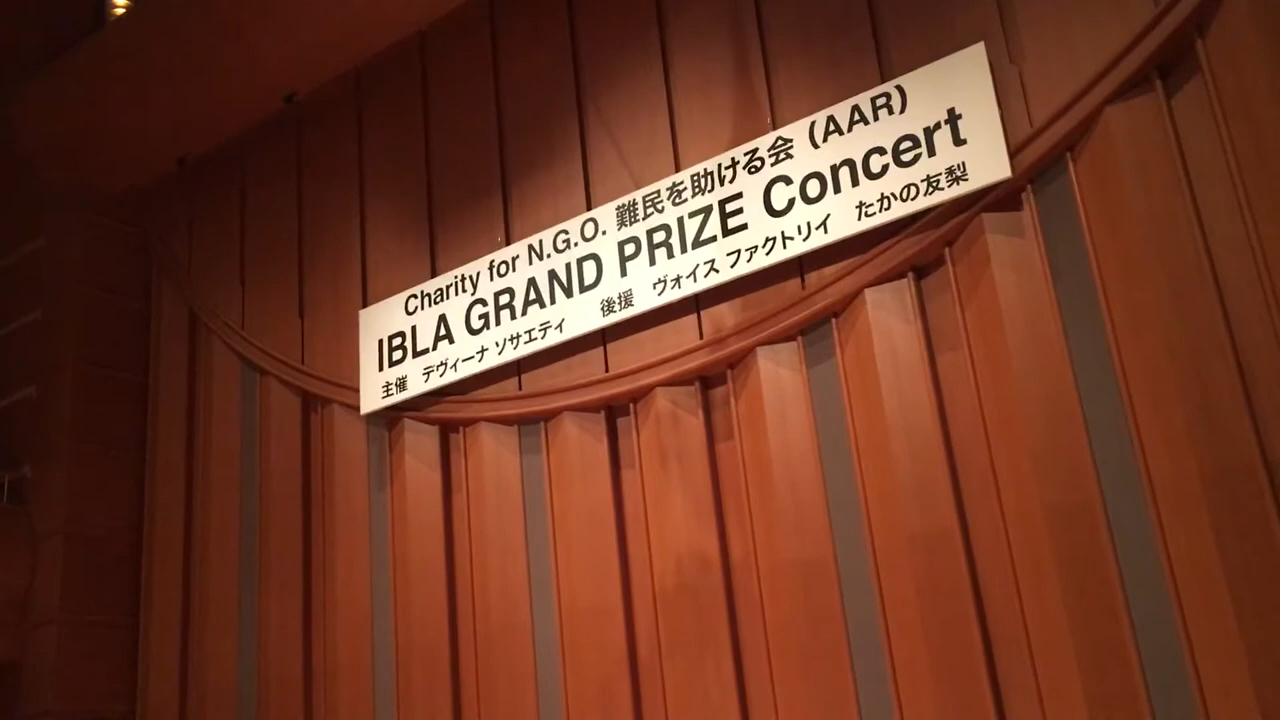 Charity for N.G.O. 難民を助ける会 (AAR)
IBLA GRAND PRIZE Concert
主催 デヴィーナ ソサエティ 後援 ヴォイス ファクトリイ たかの友梨